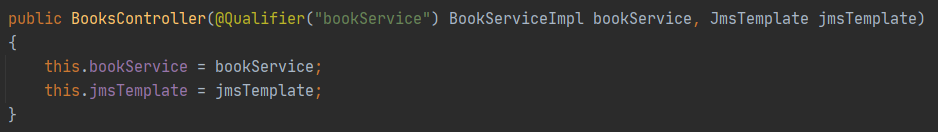 public BooksController(@Qualifier("bookService") BookServiceImpl bookService, JmsTemplate jmsTemplate)
{
    this.bookService = bookService;
    this.jmsTemplate = jmsTemplate;
}